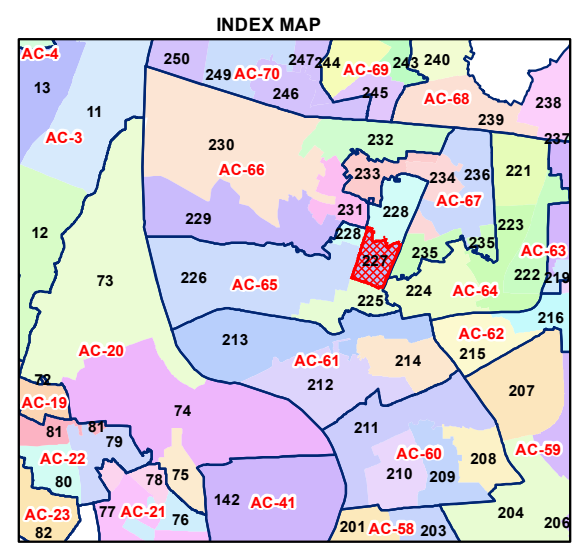 INDEX MAP
AC-4
250
249
AC-70
247
244
AC-69
243
240
13
246
245
AC-68
238
11
239
AC-3
237
230
232
AC-66
233
234
236
221
AC-67
229
231
228
228
223
12
235
235
AC-63
73
226
AC-65
227
222
219
225
224
AC-64
216
213
AC-62
AC-20
AC-61
214
215
72
212
207
AC-19
74
81
81
79
211
AC-22
AC-60
208
AC-59
80
78
75
210
209
142
AC-41
77
AC-21
76
204
AC-23
201
AC-58
203
206
82